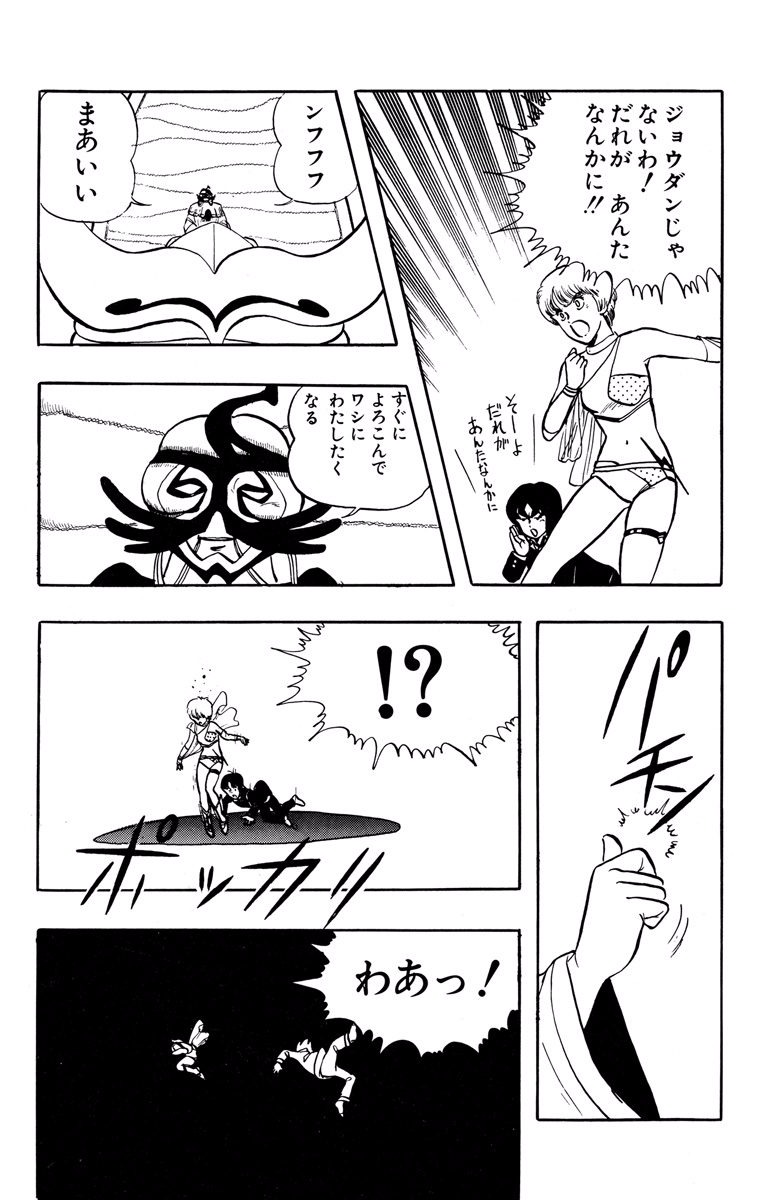 ジョウダンじゃ
ないわ！
だれが　あんた
なんかに!!
そーよ
だれが
あんたなんかに
ンフフフ
まあいい
すぐに
よろこんで
ワシに
わたしたく
なる
パチン
!?
ポッカリ
わあっ！